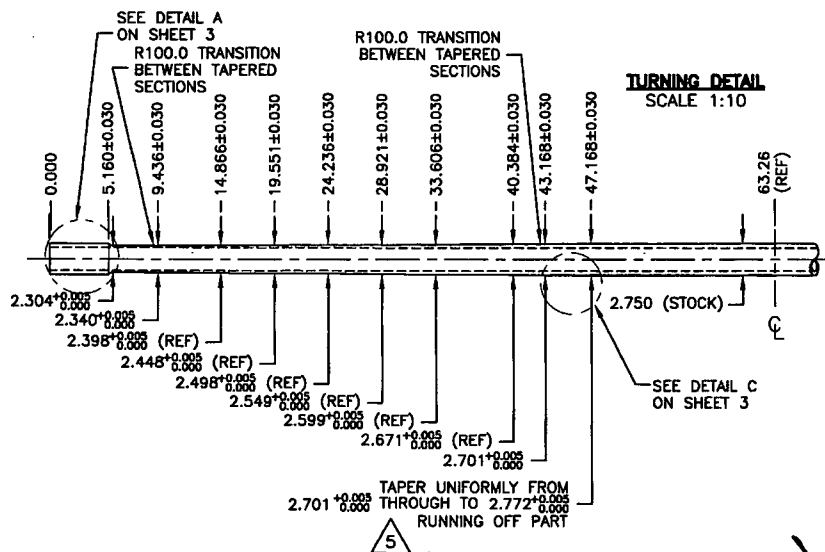 SEE DETAIL A
ON SHEET 3
R100.0 TRANSITION
BETWEEN TAPERED
SECTIONS
R100.0 TRANSITION
BETWEEN TAPERED
SECTIONS
TURNING DETAIL
SCALE 1:10
0.000
5.160±0.030
9.436±0.030
14.866±0.030
19.551±0.030
24.236±0.030
28.921±0.030
33.606±0.030
40.384±0.030
43.168±0.030
47.168±0.030
63.26
(REF)
2.304 +0.005 0.000
2.340 +0.005 0.000
2.398 +0.005 0.000 (REF)
2.448 +0.005 0.000 (REF)
2.498 +0.005 0.000 (REF)
2.549 +0.005 0.000 (REF)
2.599 +0.005 0.000 (REF)
2.671 +0.005 0.000 (REF)
2.701 +0.005 0.000
2.750 (STOCK)
℄
SEE DETAIL C
ON SHEET 3
TAPER UNIFORMLY FROM
2.701 +0.005 0.000 THROUGH TO 2.772 +0.005 0.000
RUNNING OFF PART
5